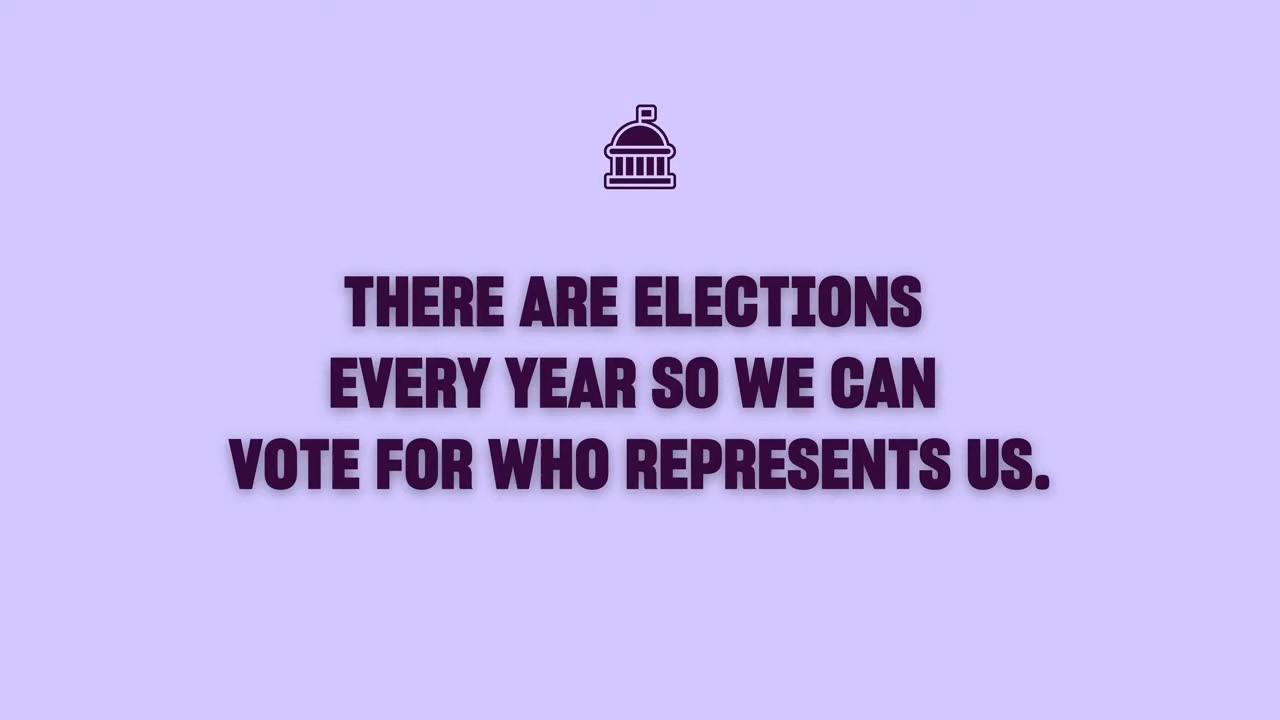 THERE ARE ELECTIONS
EVERY YEAR SO WE CAN
VOTE FOR WHO REPRESENTS US.